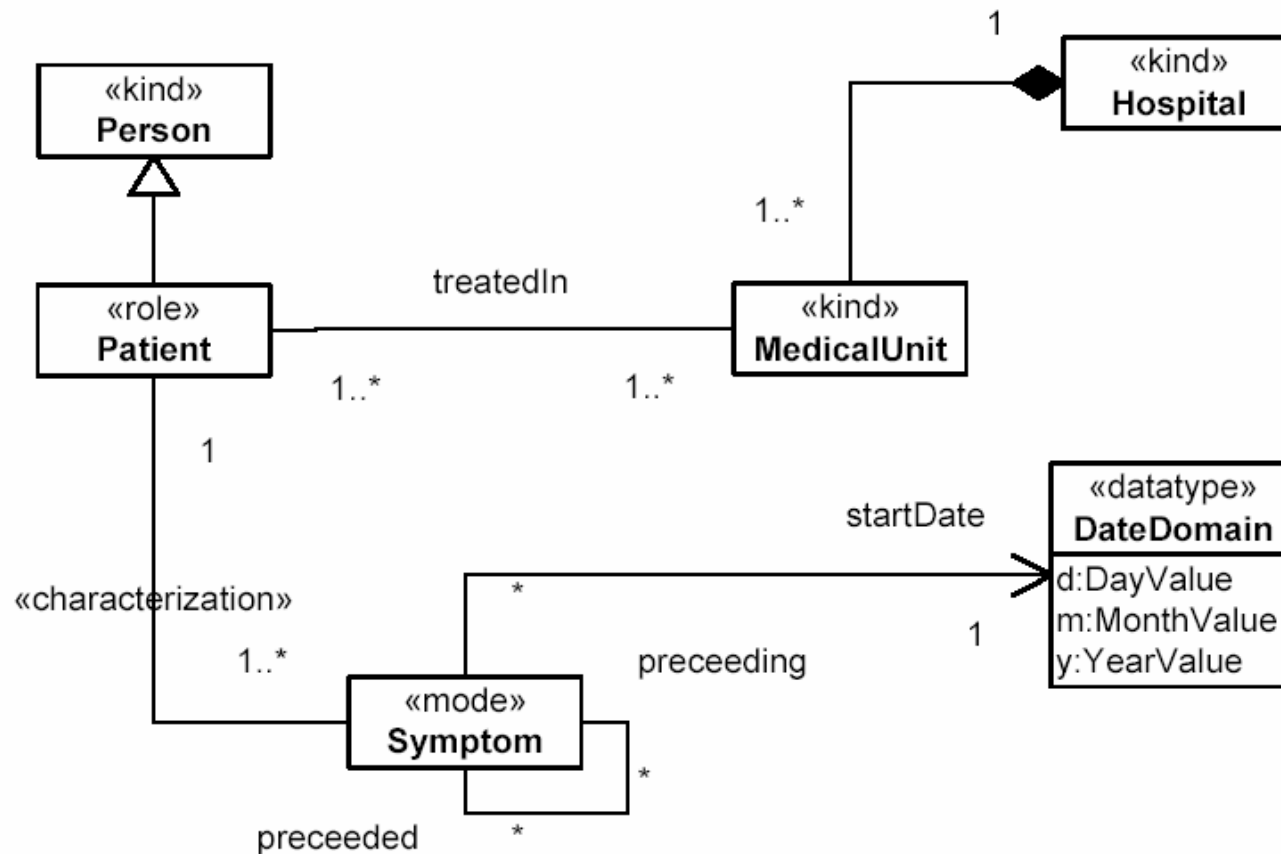 1
«kind»
Hospital
«kind»
Person
1..*
treatedIn
«role»
Patient
«kind»
MedicalUnit
1..*
1..*
1
startDate
«datatype»
DateDomain
d:DayValue
m:MonthValue
y:YearValue
«characterization»
*
1
1..*
preceeding
«mode»
Symptom
*
preceeded
*